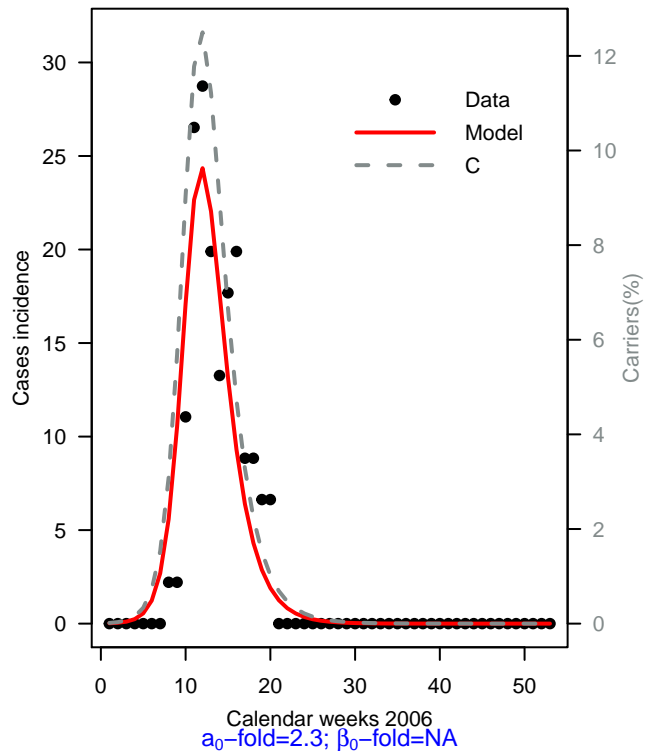 30
25
20
15
10
5
0
Cases incidence
Data
Model
C
12
10
8
6
4
2
0
Carriers(%)
0 10 20 30 40 50
Calendar weeks 2006
a₀−fold=2.3; β₀−fold=NA